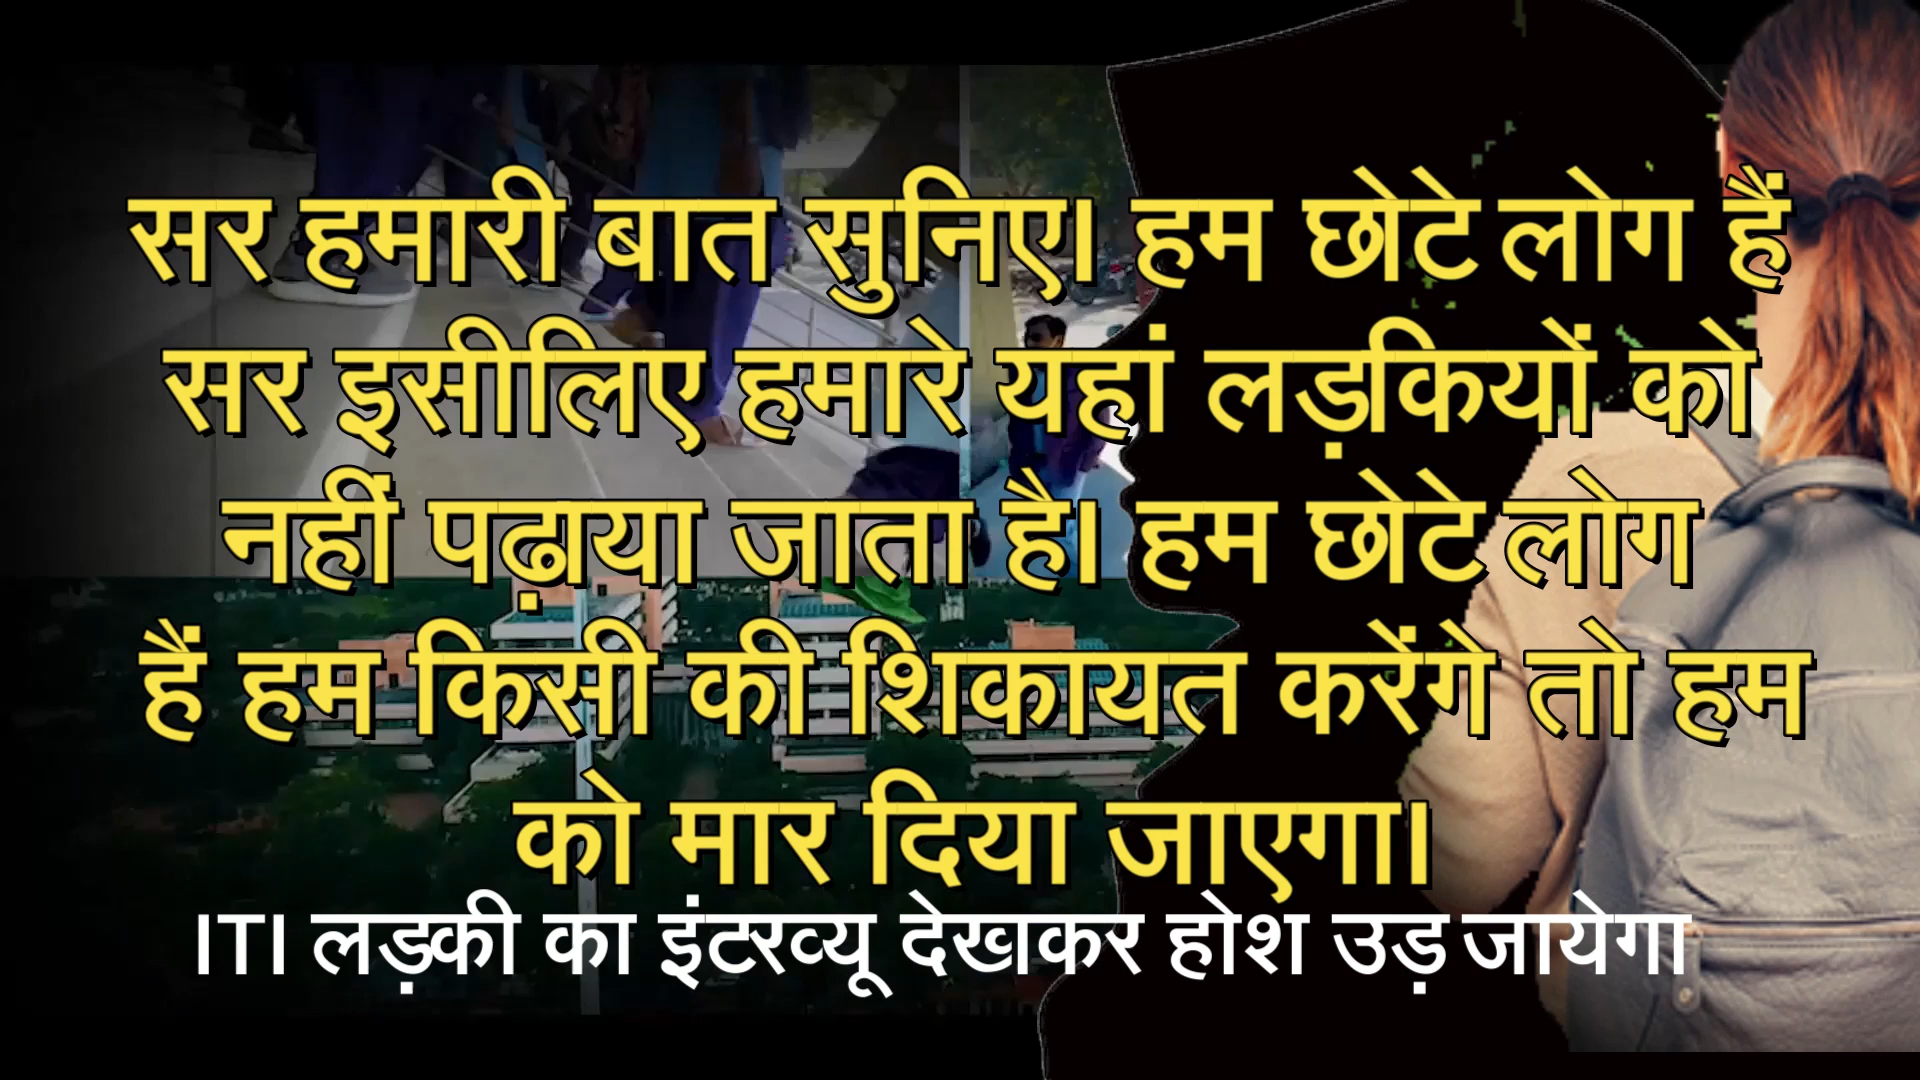 सर हमारी बात सुनिए। हम छोटे लोग हैं
सर इसीलिए हमारे यहां लड़कियों को
नहीं पढ़ाया जाता है। हम छोटे लोग
हैं हम किसी की शिकायत करेंगे तो हम
को मार दिया जाएगा।
ITI लड़की का इंटरव्यू देखकर होश उड़ जायेगा